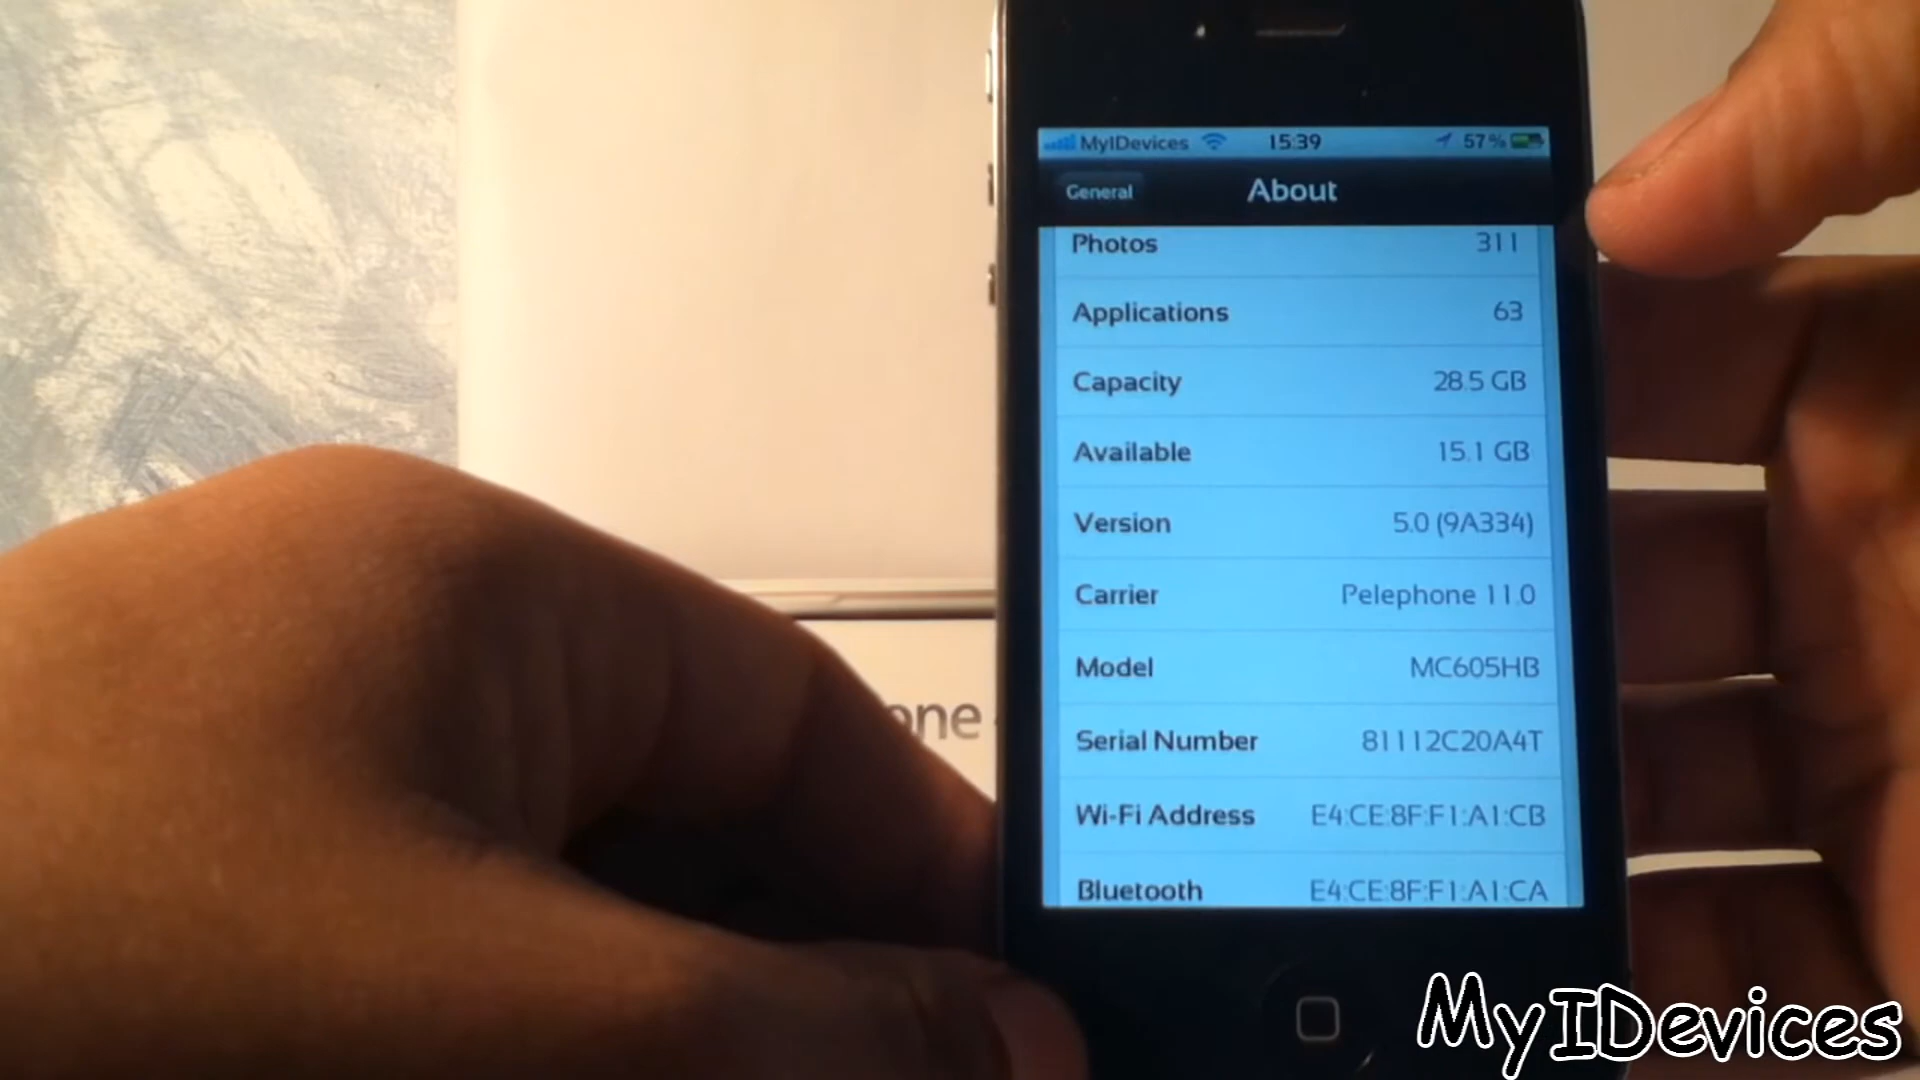 MyIDevices 15:39 57%
General About
Photos 311
Applications 63
Capacity 28.5 GB
Available 15.1 GB
Version 5.0 (9A334)
Carrier Pelephone 11.0
Model MC605HB
Serial Number 81112C20A4T
Wi-Fi Address E4:CE:8F:F1:A1:CB
Bluetooth E4:CE:8F:F1:A1:CA
one
MyIDevices